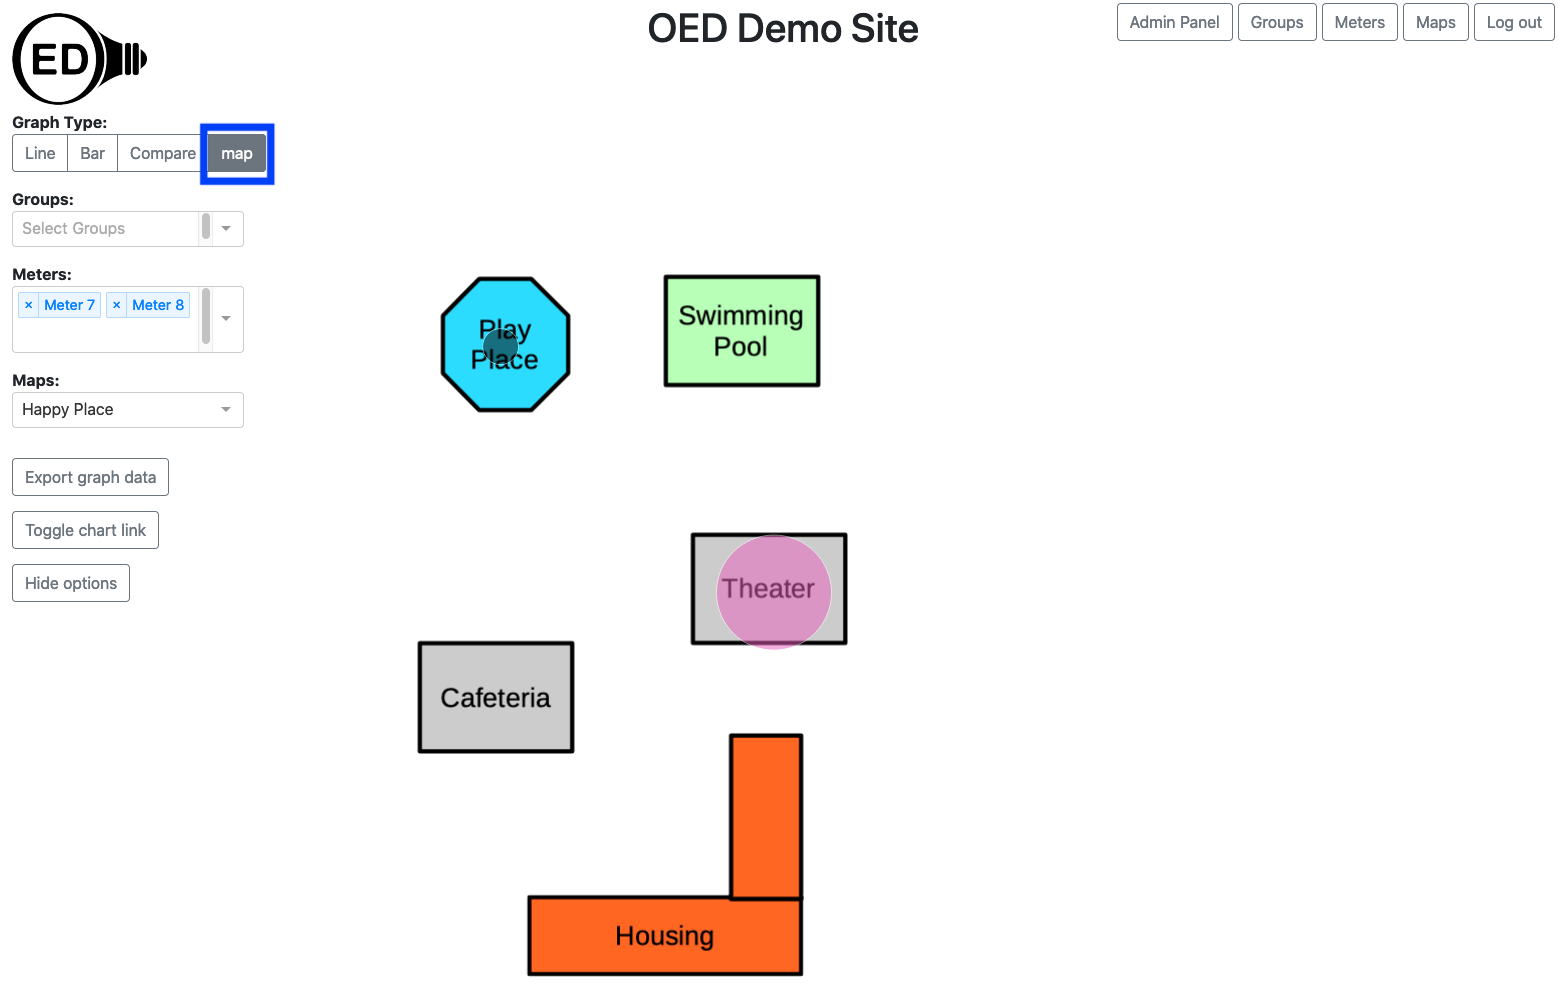 OED Demo Site
Admin Panel
Groups
Meters
Maps
Log out
ED
Graph Type:
Line
Bar
Compare
map
Groups:
Select Groups
Meters:
× Meter 7
× Meter 8
Maps:
Happy Place
Export graph data
Toggle chart link
Hide options
Play
Place
Swimming
Pool
Theater
Cafeteria
Housing